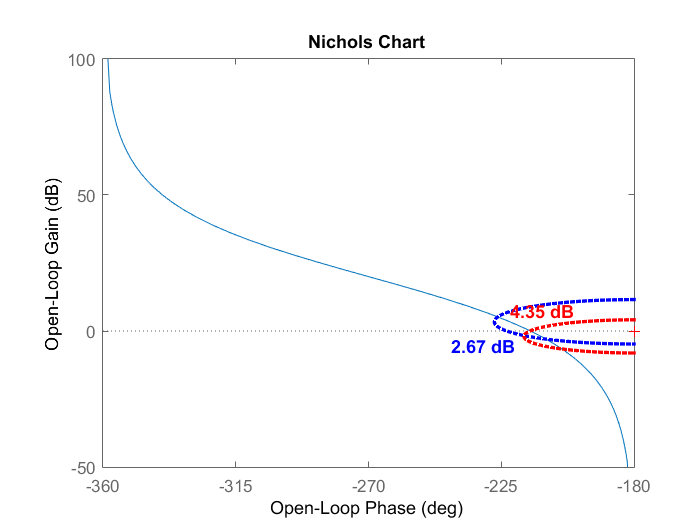 Nichols Chart
Open-Loop Gain (dB)
100
50
0
-50
4.35 dB
2.67 dB
-360
-315
-270
-225
-180
Open-Loop Phase (deg)